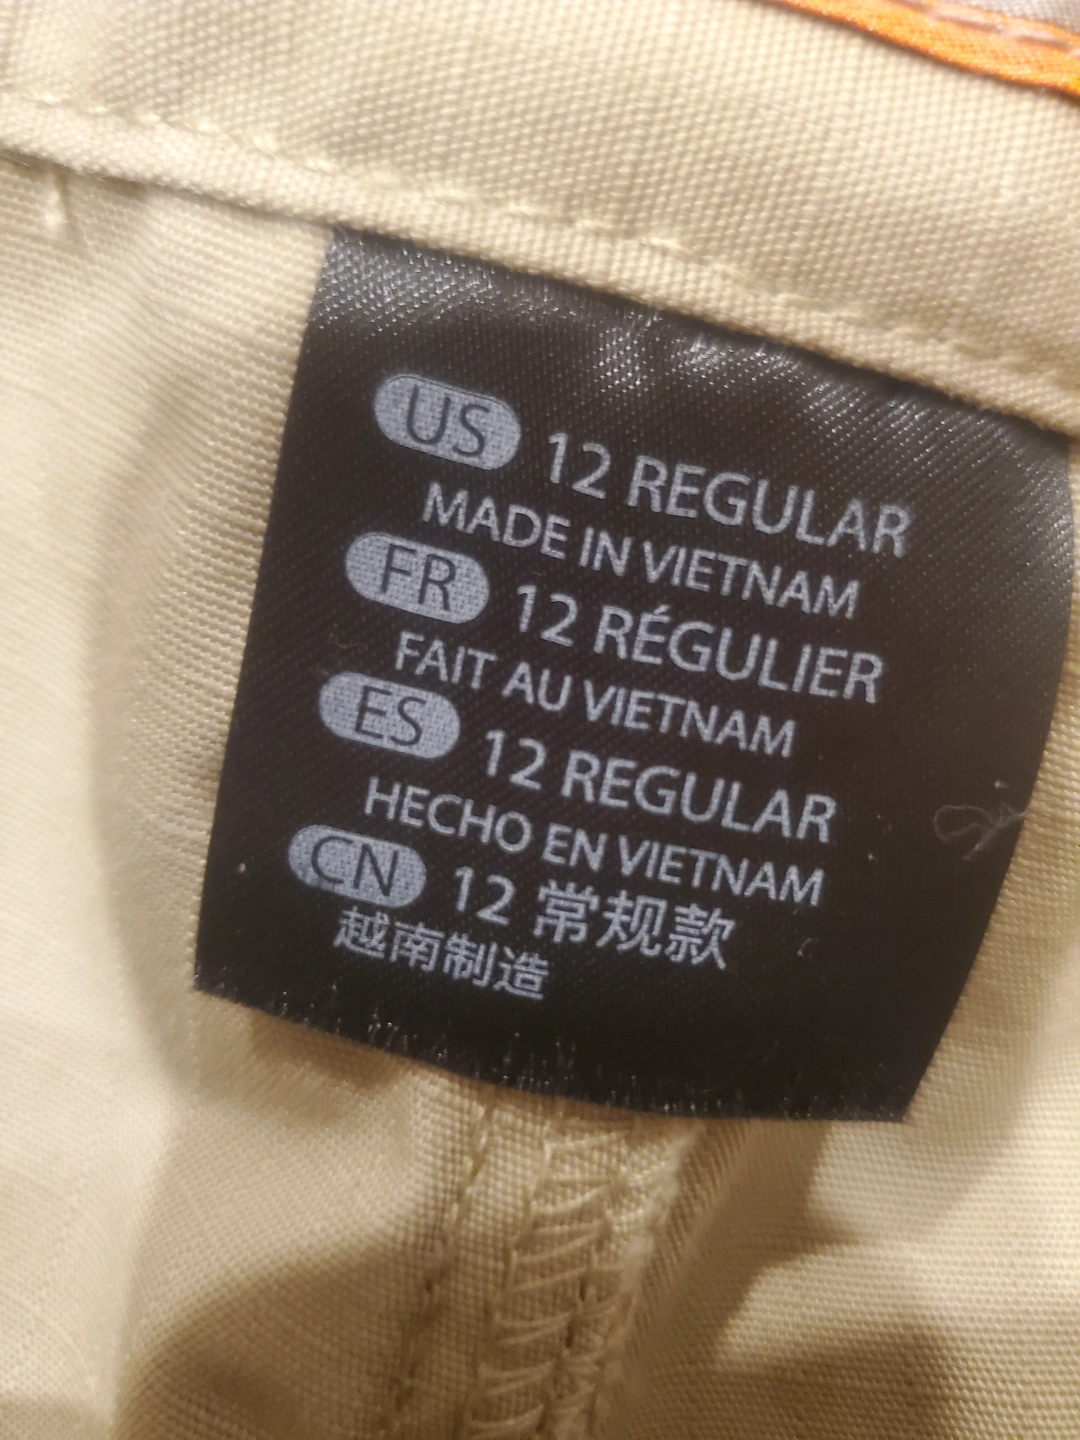 US 12 REGULAR
MADE IN VIETNAM
FR 12 RÉGULIER
FAIT AU VIETNAM
ES 12 REGULAR
HECHO EN VIETNAM
CN 12 常规款
越南制造